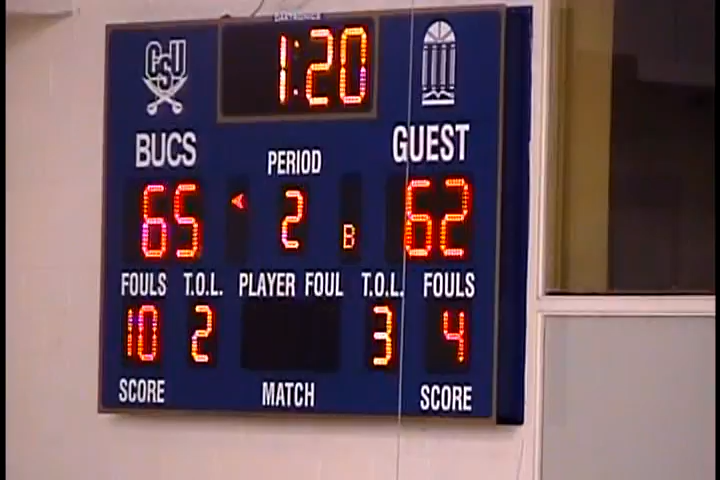 DAKTRONICS
CSU 1:20
BUCS PERIOD GUEST
65 2 B 62
FOULS T.O.L. PLAYER FOUL T.O.L. FOULS
10 2 3 4
SCORE MATCH SCORE